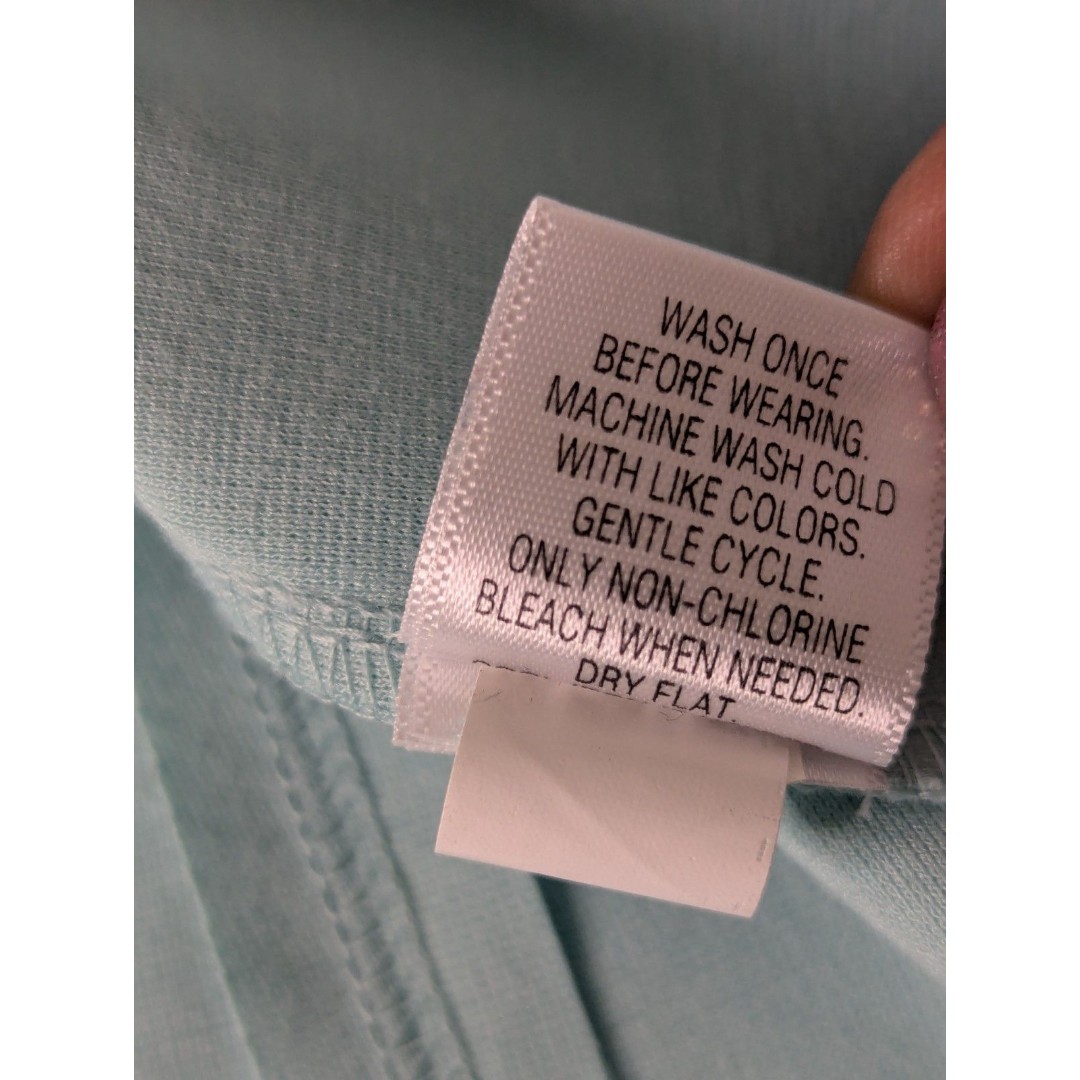 WASH ONCE
BEFORE WEARING.
MACHINE WASH COLD
WITH LIKE COLORS.
GENTLE CYCLE.
ONLY NON-CHLORINE
BLEACH WHEN NEEDED.
DRY FLAT.